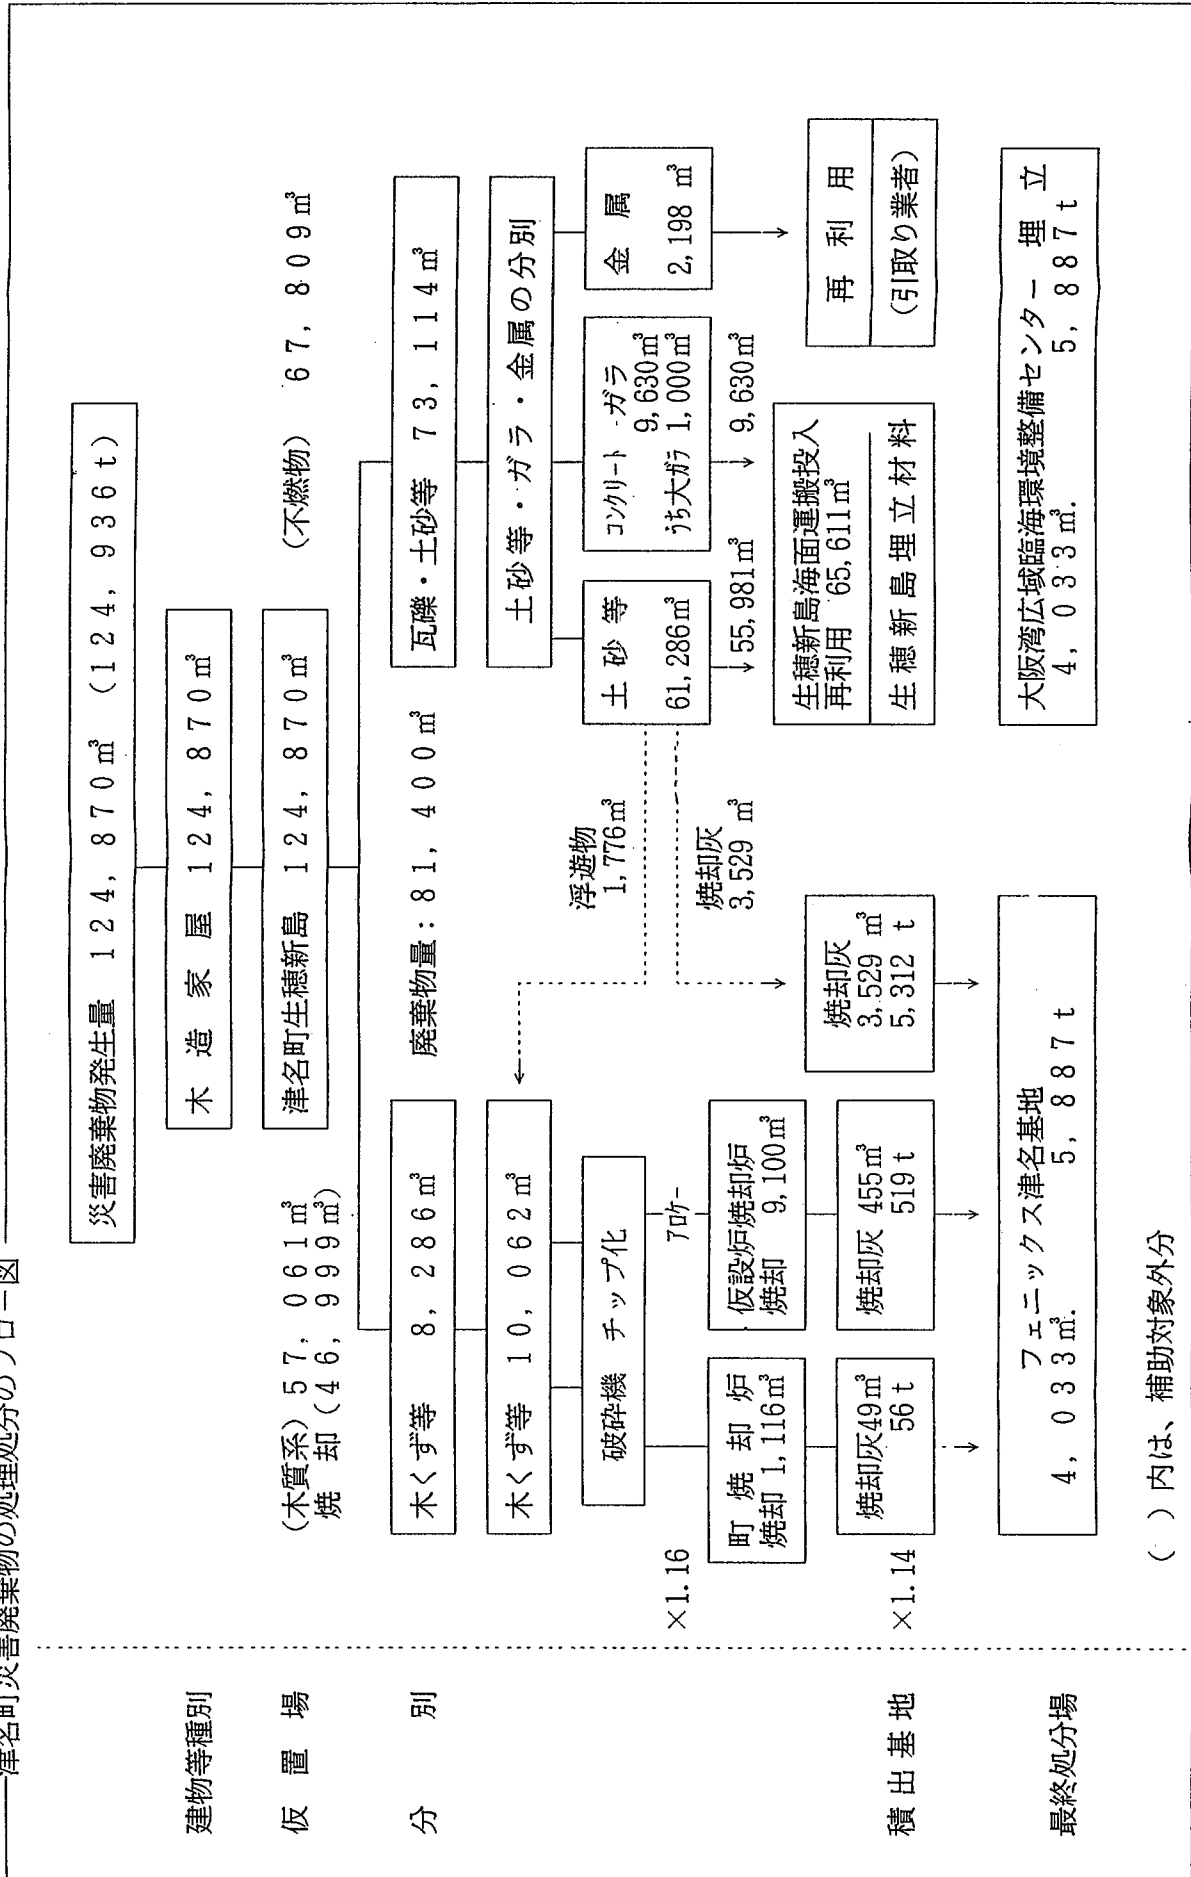 津名町災害廃棄物の処理処分のフロー図
災害廃棄物発生量 124,870㎥ (124,936t)
建物等種別
木造家屋 124,870㎥
仮置場
津名町生穂新島 124,870㎥
(木質系) 57,061㎥
焼却 (46,999㎥)
(不燃物) 67,809㎥
廃棄物量:81,400㎥
分別
木くず等 8,286㎥
瓦礫・土砂等 73,114㎥
木くず等 10,062㎥
土砂等・ガラ・金属の分別
破砕機 チップ化
浮遊物
1,776㎥
土砂等
61,286㎥
コンクリート・ガラ
9,630㎥
うち大ガラ 1,000㎥
金属
2,198㎥
×1.16
アロケー
焼却灰
3,529㎥
55,981㎥
9,630㎥
町焼却炉
焼却 1,116㎥
仮設炉焼却炉
焼却 9,100㎥
生穂新島海面運搬投入
再利用 65,611㎥
生穂新島埋立材料
再利用
(引取り業者)
積出基地
×1.14
焼却灰49㎥
56t
焼却灰 455㎥
519t
焼却灰
3,529㎥
5,312t
最終処分場
フェニックス津名基地
4,033㎥. 5,887t
大阪湾広域臨海環境整備センター 埋立
4,033㎥. 5,887t
( )内は、補助対象外分